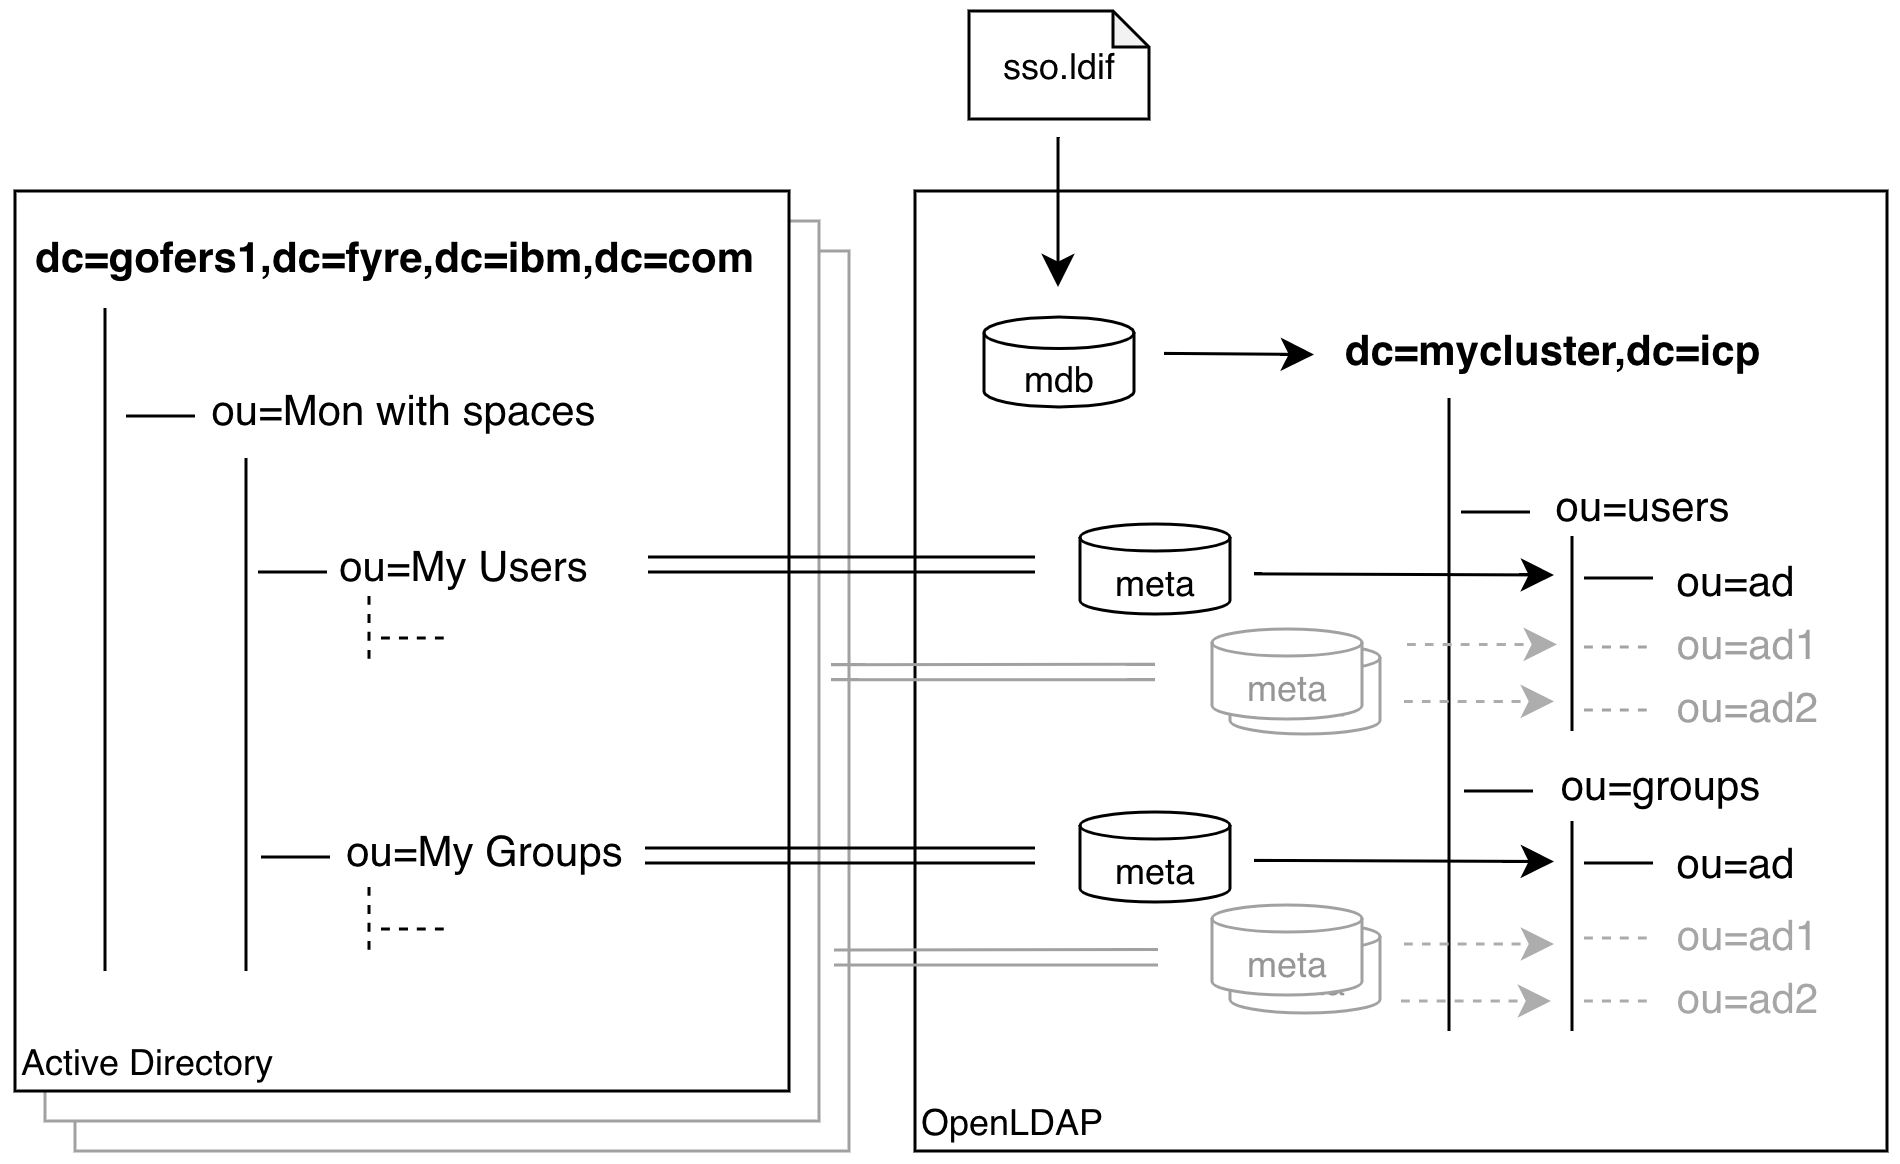 sso.ldif
dc=gofers1,dc=fyre,dc=ibm,dc=com
ou=Mon with spaces
ou=My Users
ou=My Groups
Active Directory
mdb
dc=mycluster,dc=icp
ou=users
meta
ou=ad
meta
ou=ad1
ou=ad2
ou=groups
meta
ou=ad
meta
ou=ad1
ou=ad2
OpenLDAP